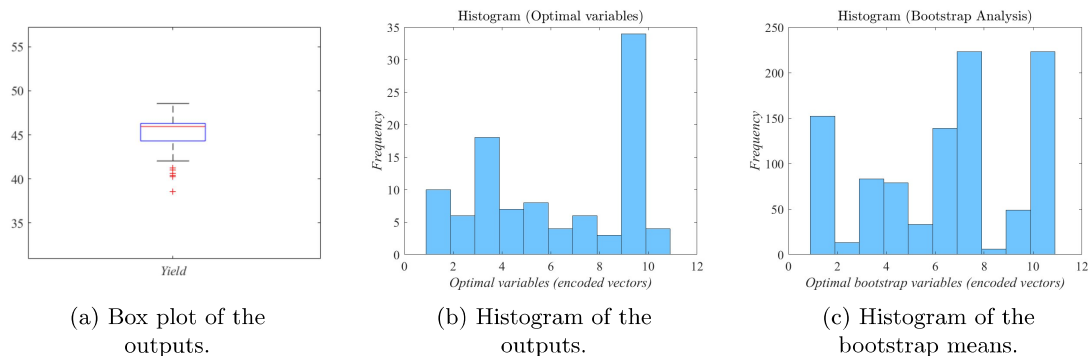 55
50
45
40
35
Yield
(a) Box plot of the
outputs.
Histogram (Optimal variables)
35
30
25
20
15
10
5
0
Frequency
0 2 4 6 8 10 12
Optimal variables (encoded vectors)
(b) Histogram of the
outputs.
Histogram (Bootstrap Analysis)
250
200
150
100
50
0
Frequency
0 2 4 6 8 10 12
Optimal bootstrap variables (encoded vectors)
(c) Histogram of the
bootstrap means.